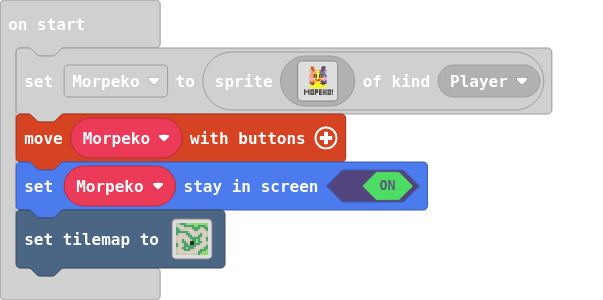 on start
set Morpeko to sprite MOPEKO! of kind Player
move Morpeko with buttons
set Morpeko stay in screen ON
set tilemap to